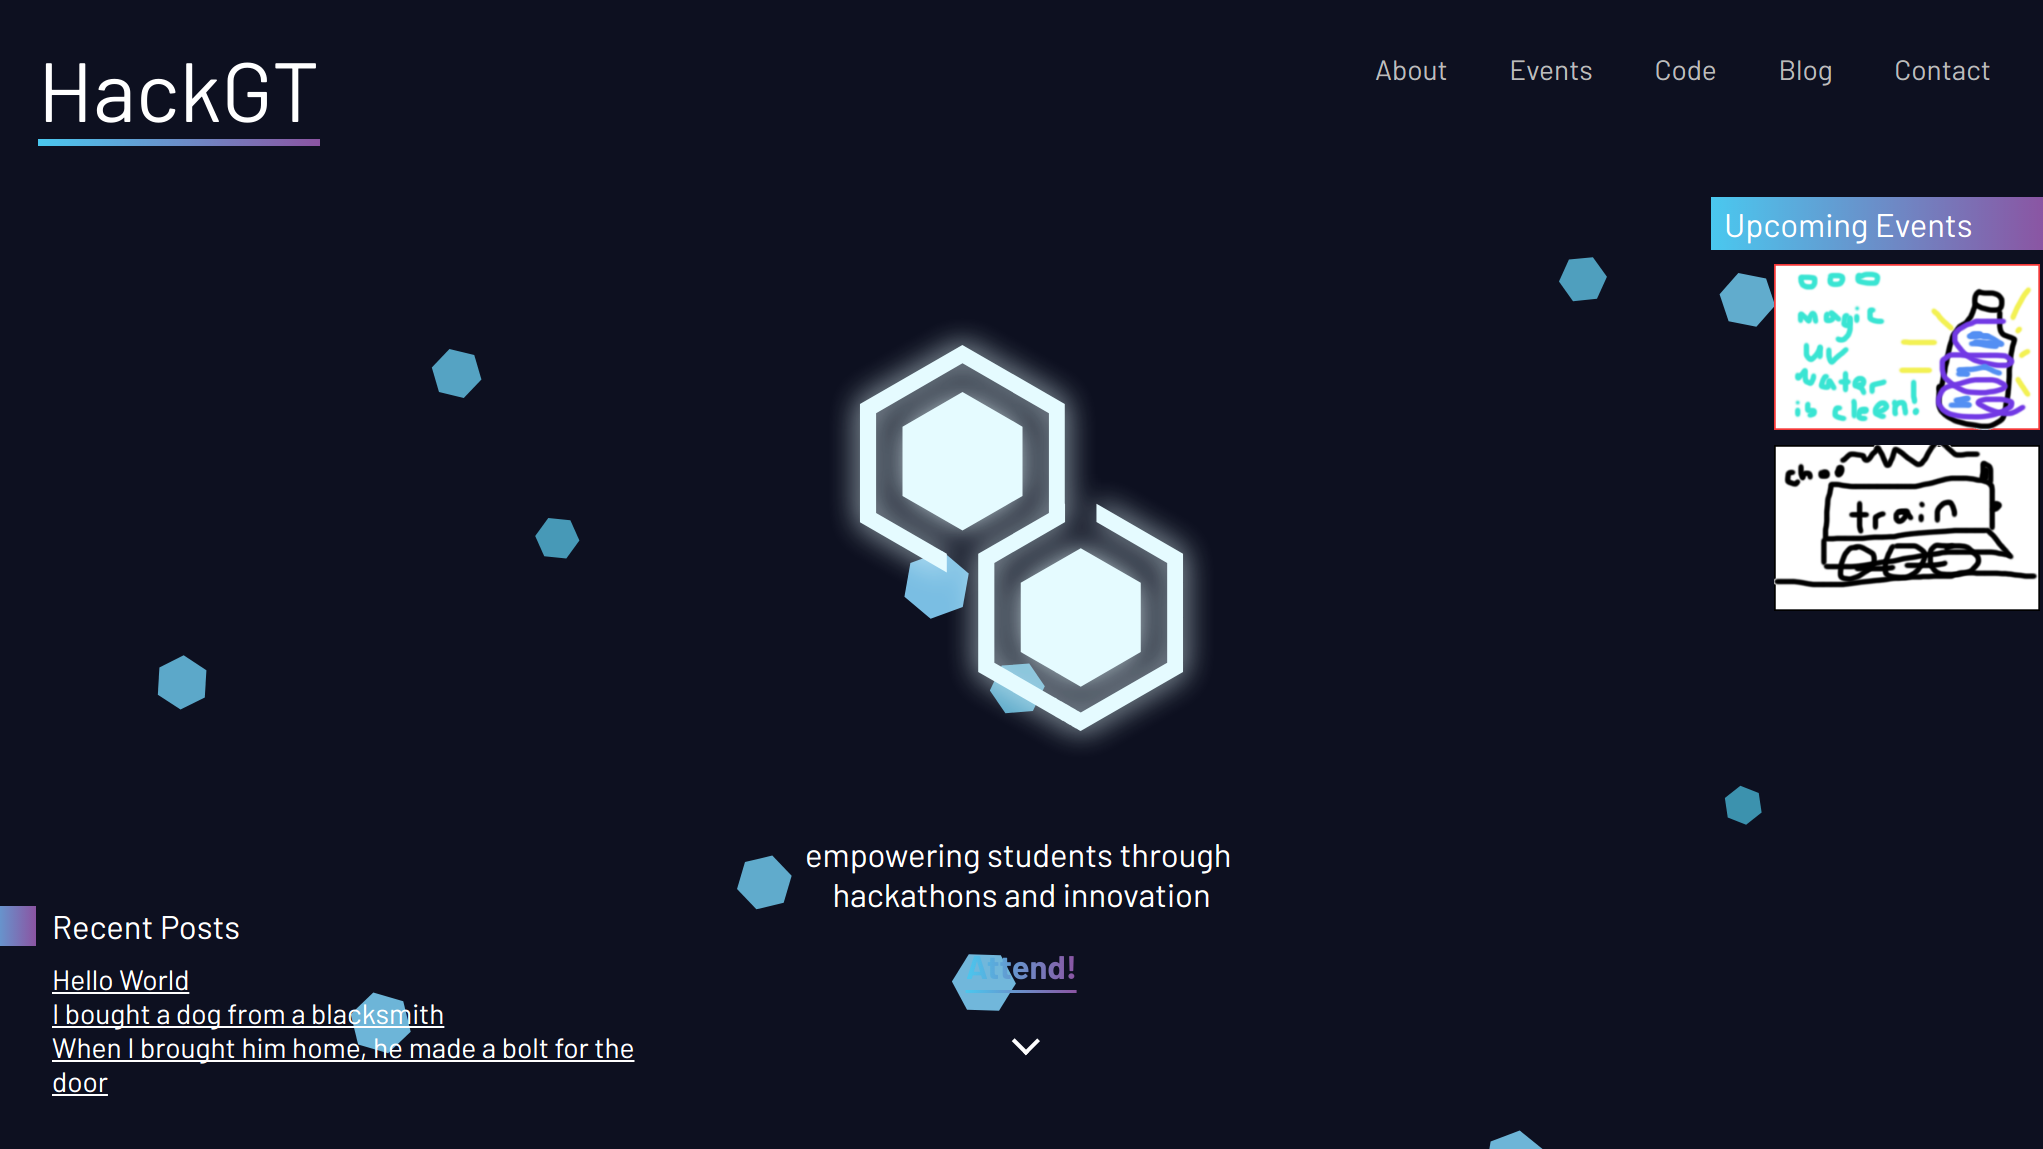 HackGT
About Events Code Blog Contact
Upcoming Events
magic
UV
water
is cleen!
choo
train
empowering students through
hackathons and innovation
Attend!
Recent Posts
Hello World
I bought a dog from a blacksmith
When I brought him home, he made a bolt for the
door